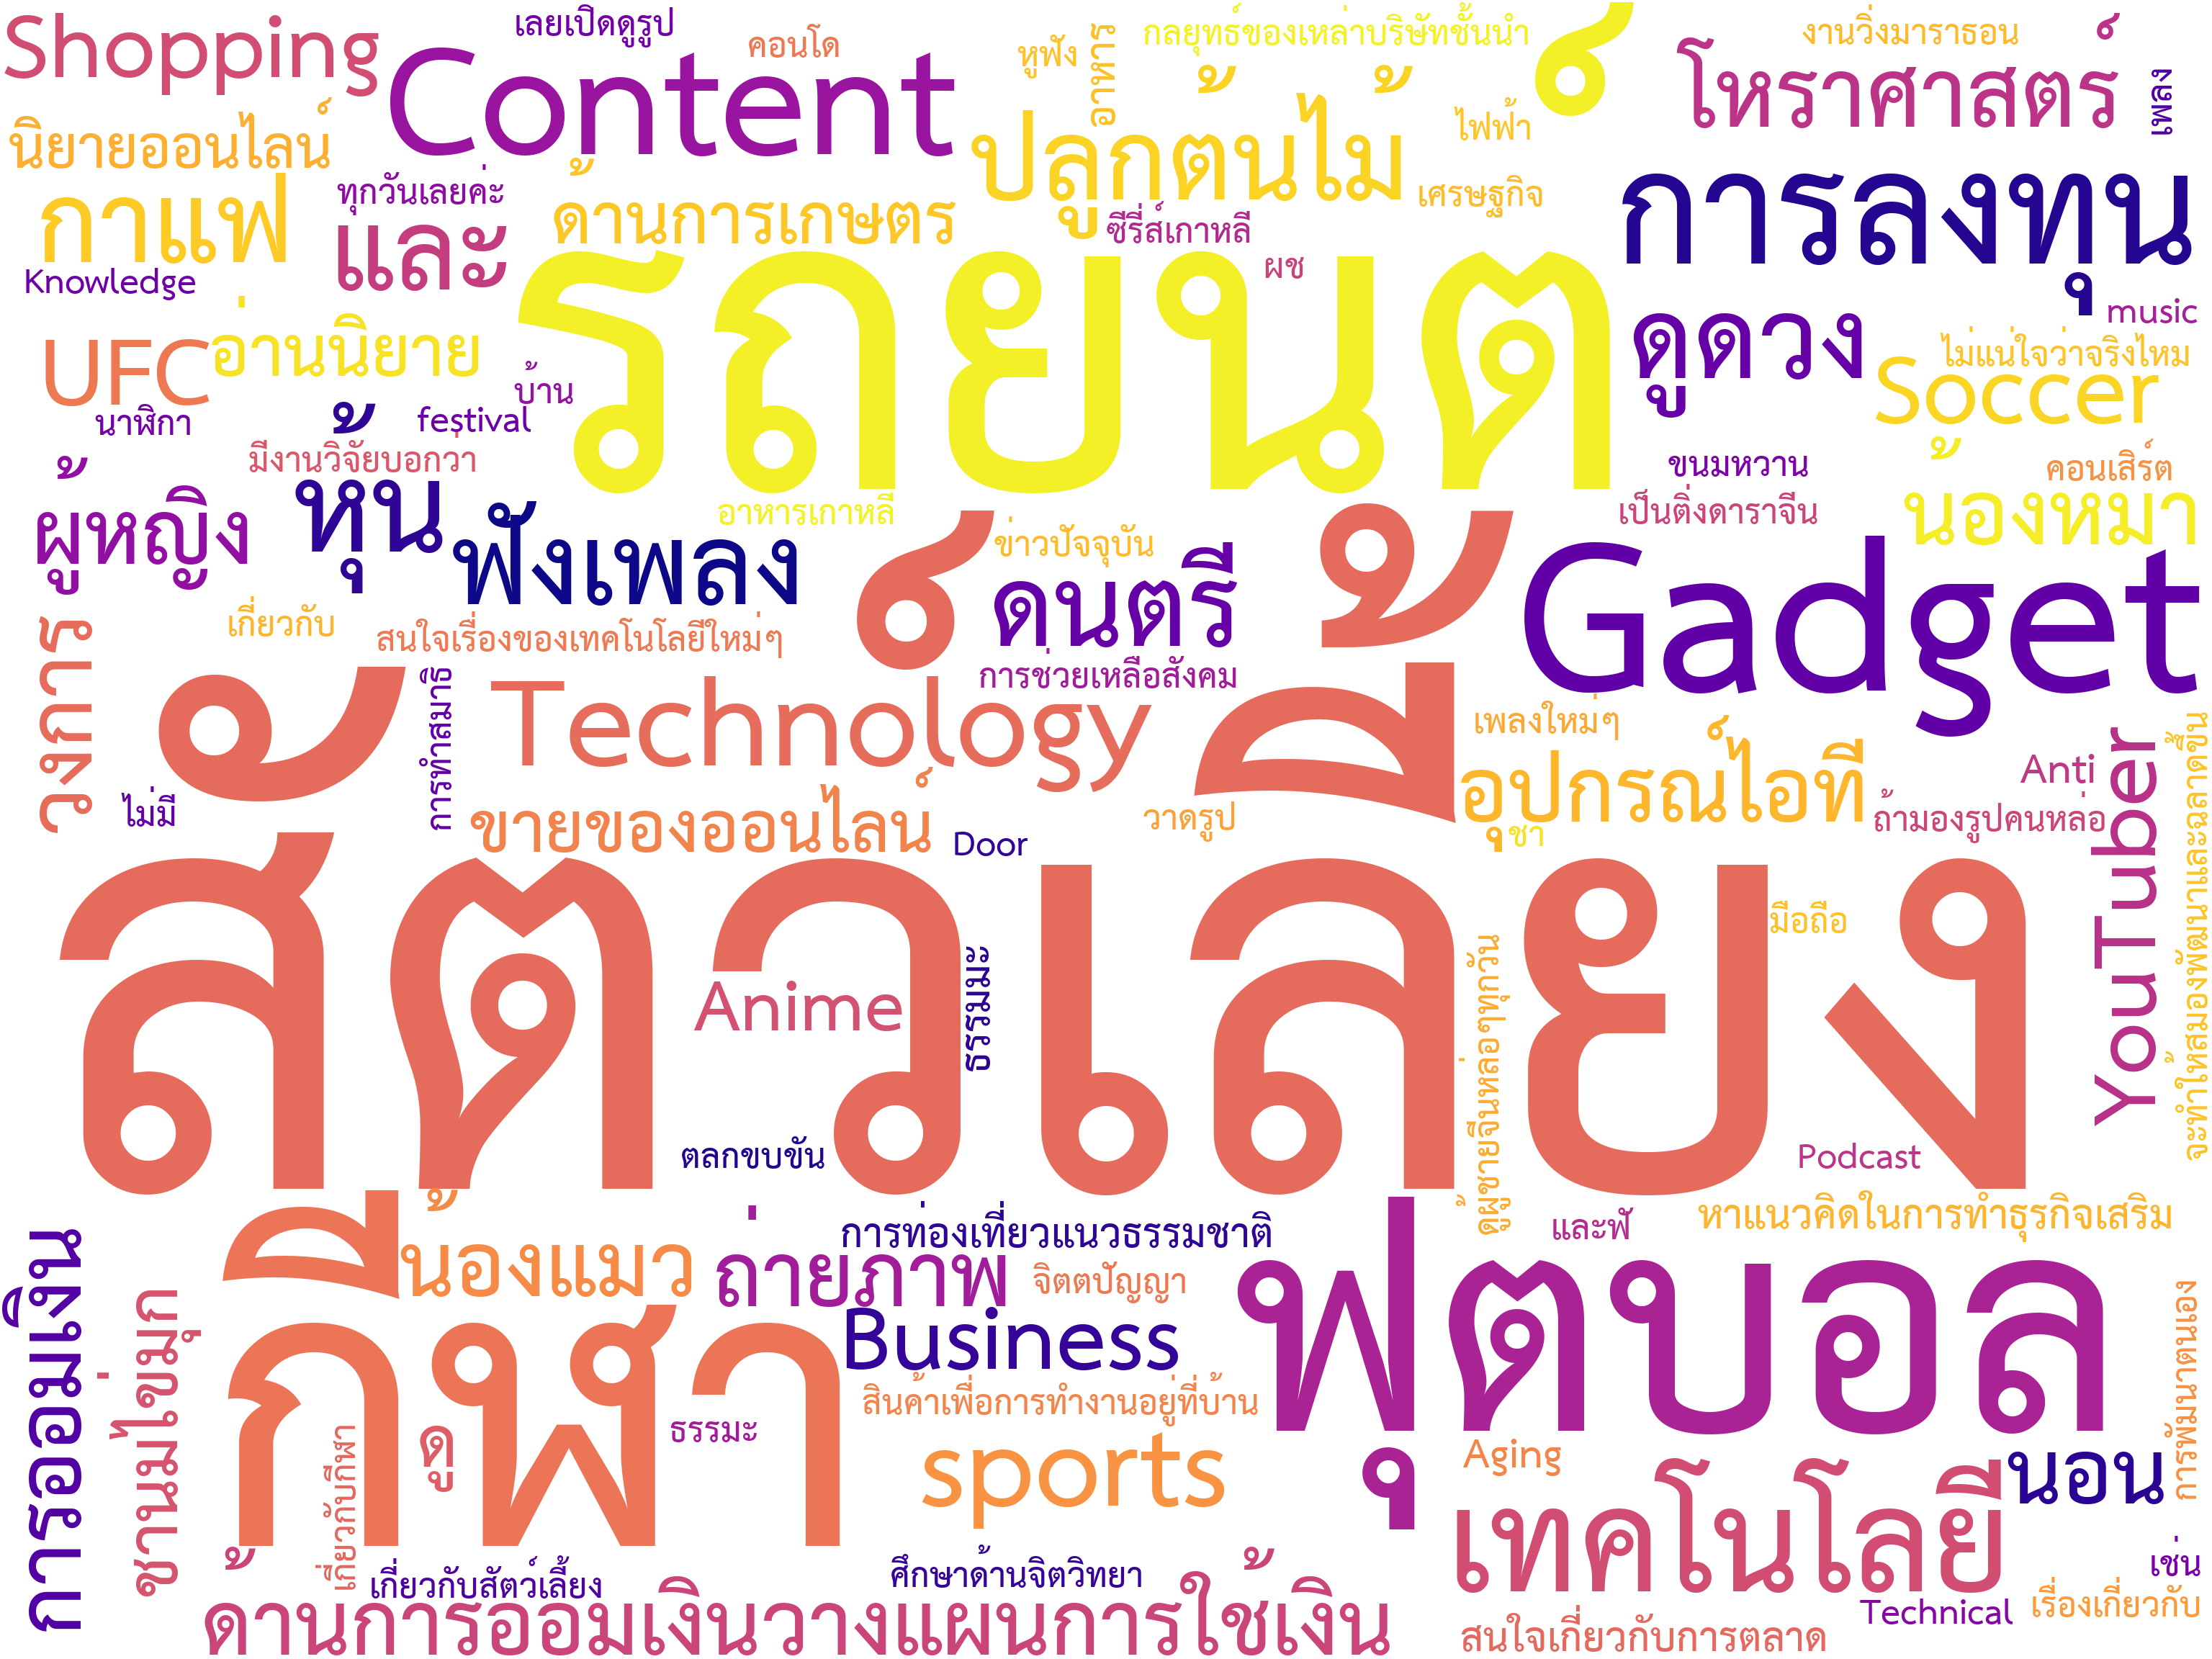 Shopping
เลยเปิดดูรูป
คอนโด
หูฟัง
อาหาร
กลยุทธ์ของเหล่าบริษัทชั้นนำ
งานวิ่งมาราธอน
Content
โหราศาสตร์
เพลง
นิยายออนไลน์
ปลูกต้นไม้
ไฟฟ้า
ทุกวันเลยค่ะ
เศรษฐกิจ
กาแฟ
และ
ด้านการเกษตร
ซีรี่ส์เกาหลี
การลงทุน
Knowledge
ผช
music
รถยนต์
UFC
อ่านนิยาย
ดูดวง
ไม่แน่ใจว่าจริงไหม
Soccer
บ้าน
นาฬิกา
festival
มีงานวิจัยบอกว่า
ขนมหวาน
คอนเสิร์ต
ผู้หญิง
หุ้น
อาหารเกาหลี
เป็นติ่งดาราจีน
น้องหมา
ฟังเพลง
ข่าวปัจจุบัน
ดนตรี
Gadget
เกี่ยวกับ
สนใจเรื่องของเทคโนโลยีใหม่ๆ
การช่วยเหลือสังคม
วงการ
การทำสมาธิ
Technology
เพลงใหม่ๆ
อุปกรณ์ไอที
Anti
YouTuber
จะทำให้สมองพัฒนาและฉลาดขึ้น
ไม่มี
ขายของออนไลน์
Door
วาดรูป
ชา
ถ้ามองรูปคนหล่อ
สัตว์เลี้ยง
มือถือ
Anime
ธรรมมะ
ดูผู้ชายจีนหล่อๆทุกวัน
ตลกขบขัน
Podcast
การออมเงิน
ชานมไข่มุก
น้องแมว
ถ่ายภาพ
การท่องเที่ยวแนวธรรมชาติ
และฟั
หาแนวคิดในการทำธุรกิจเสริม
จิตตปัญญา
กีฬา
Business
ฟุตบอล
การพัฒนาตนเอง
สินค้าเพื่อการทำงานอยู่ที่บ้าน
เกี่ยวกับกีฬา
ดู
ธรรมะ
sports
Aging
นอน
เทคโนโลยี
เกี่ยวกับสัตว์เลี้ยง
ศึกษาด้านจิตวิทยา
เช่น
ด้านการออมเงินวางแผนการใช้เงิน
Technical
เรื่องเกี่ยวกับ
สนใจเกี่ยวกับการตลาด